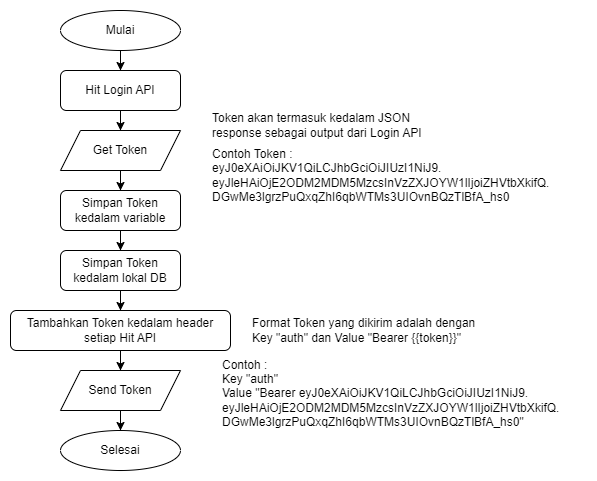 Mulai
Hit Login API
Token akan termasuk kedalam JSON
response sebagai output dari Login API
Get Token
Contoh Token :
eyJ0eXAiOiJKV1QiLCJhbGciOiJIUzI1NiJ9.
eyJleHAiOjE2ODM2MDM5MzcsInVzZXJOYW1lIjoiZHVtbXkifQ.
DGwMe3lgrzPuQxqZhl6qbWTMs3UIOvnBQzTIBfA_hs0
Simpan Token
kedalam variable
Simpan Token
kedalam lokal DB
Tambahkan Token kedalam header
setiap Hit API
Format Token yang dikirim adalah dengan
Key "auth" dan Value "Bearer {{token}}"
Contoh :
Key "auth"
Value "Bearer eyJ0eXAiOiJKV1QiLCJhbGciOiJIUzI1NiJ9.
eyJleHAiOjE2ODM2MDM5MzcsInVzZXJOYW1lIjoiZHVtbXkifQ.
DGwMe3lgrzPuQxqZhl6qbWTMs3UIOvnBQzTIBfA_hs0"
Send Token
Selesai